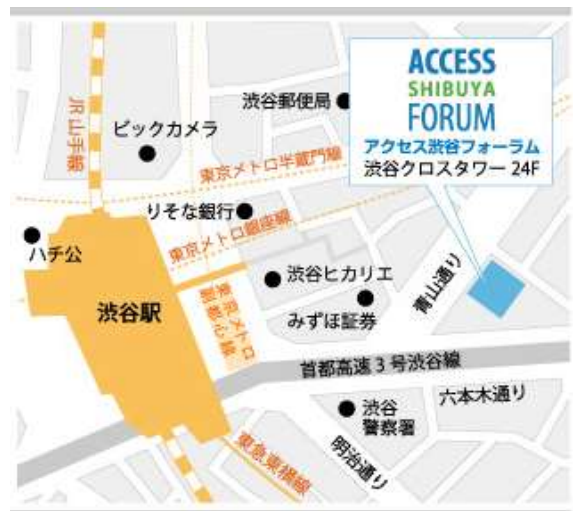 ACCESS
SHIBUYA
FORUM
アクセス渋谷フォーラム
渋谷クロスタワー 24F
渋谷郵便局
JR山手線
ビックカメラ
東京メトロ半蔵門線
りそな銀行
東京メトロ銀座線
ハチ公
渋谷ヒカリエ
青山通り
渋谷駅
東京メトロ
副都心線
みずほ証券
首都高速3号渋谷線
六本木通り
渋谷
警察署
明治通り
東急東横線